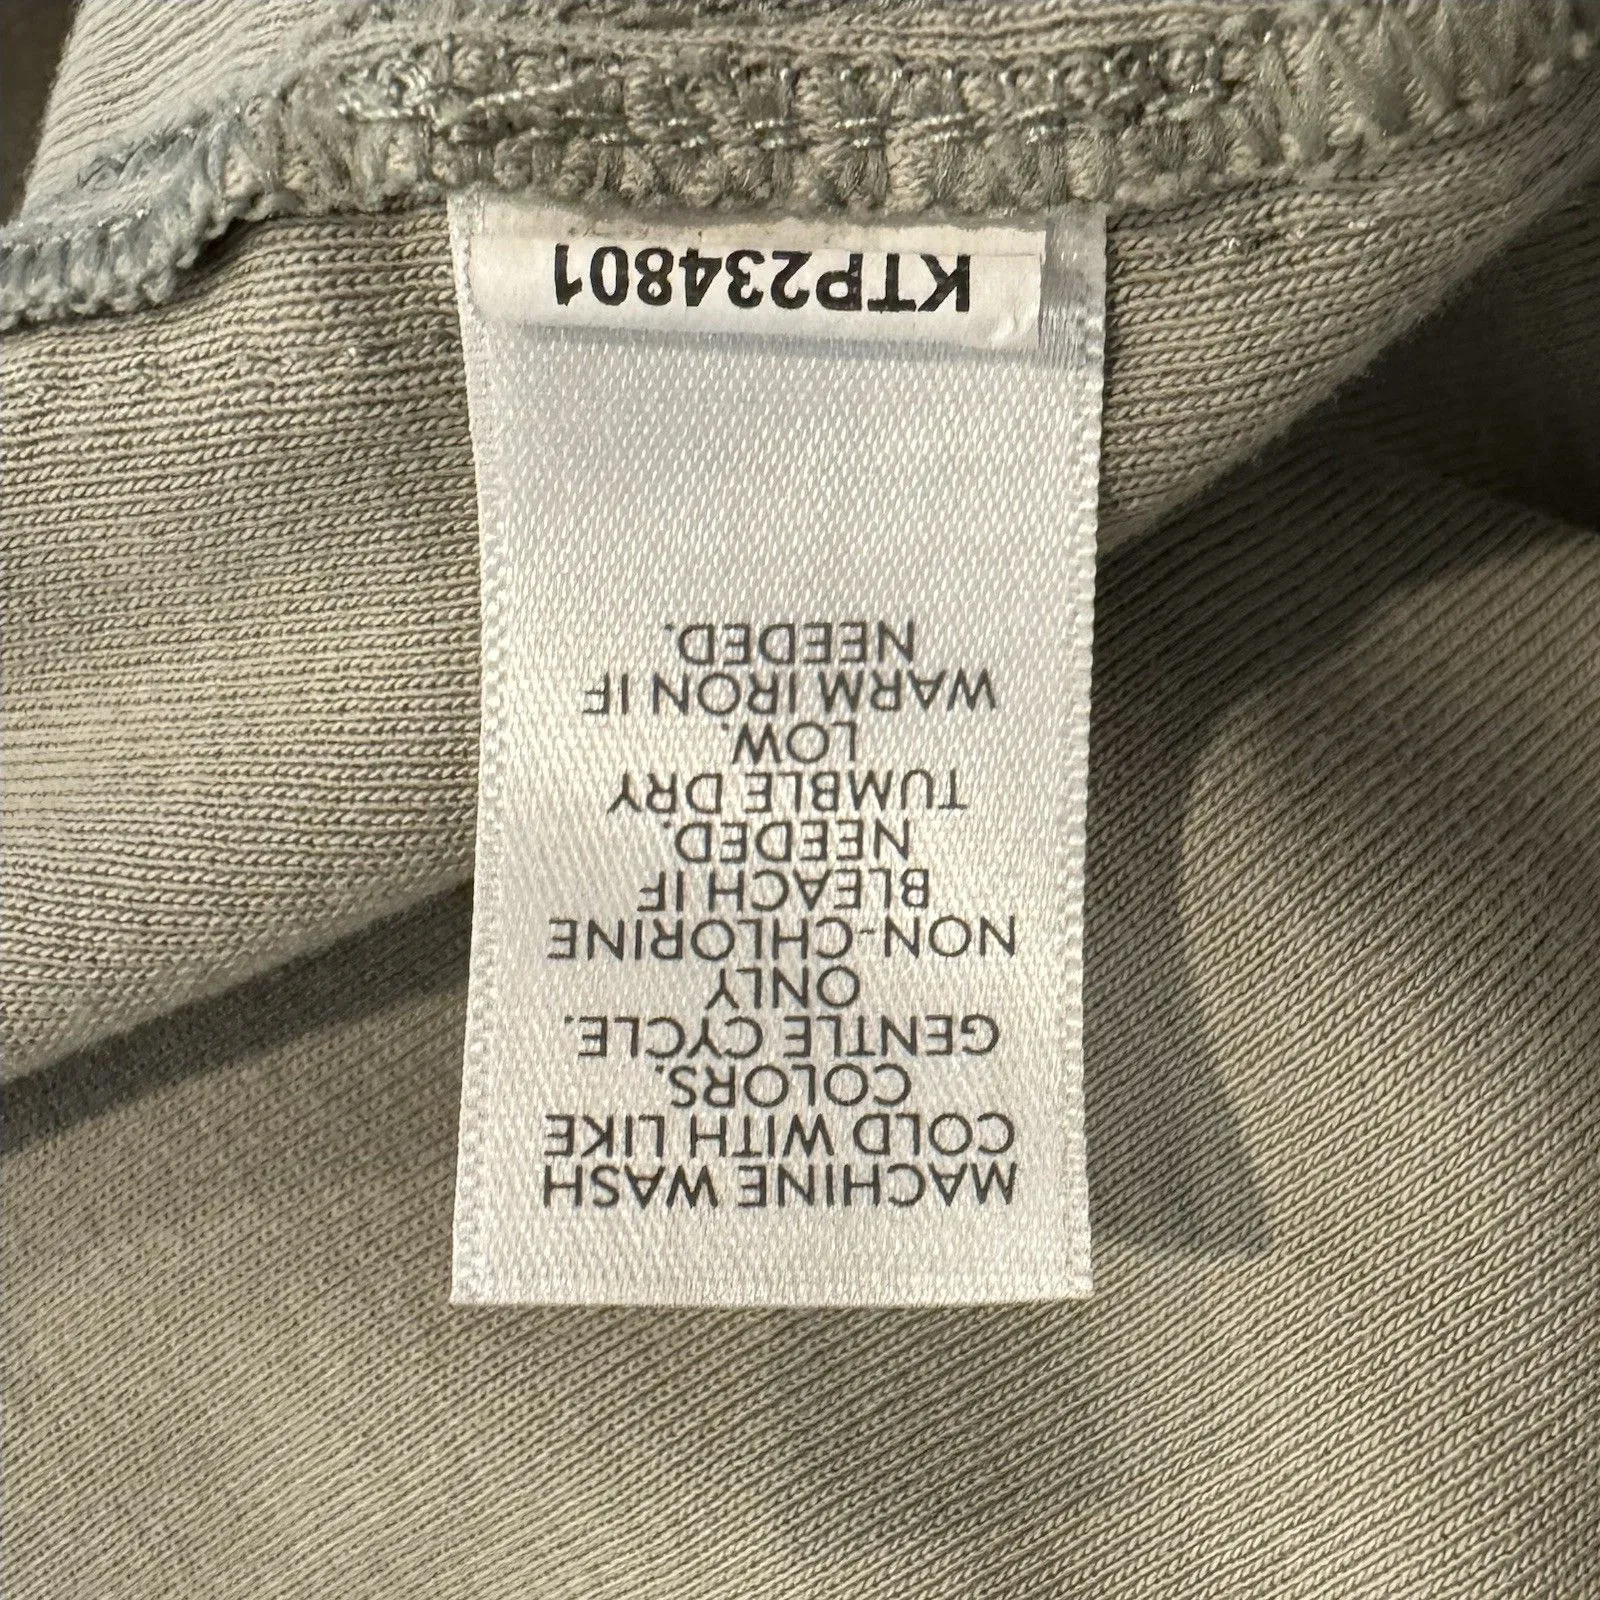 MACHINE WASH
COLD WITH LIKE
COLORS.
GENTLE CYCLE.
ONLY
NON-CHLORINE
BLEACH IF
NEEDED.
TUMBLE DRY
LOW.
WARM IRON IF
NEEDED.
KTP234801